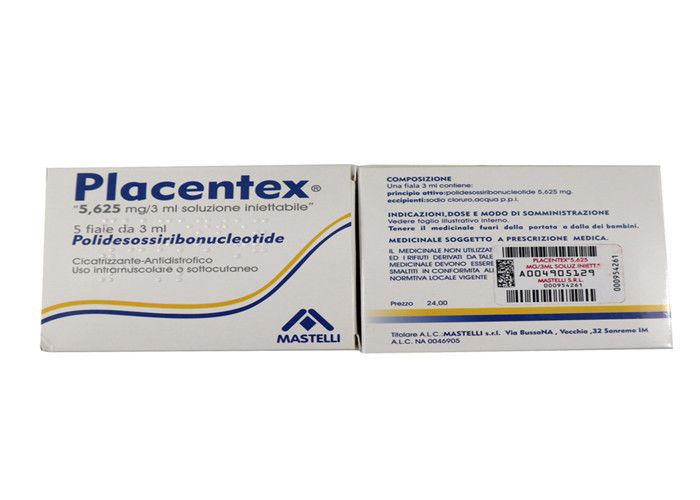 Placentex®
"5,625 mg/3 ml soluzione iniettabile"
5 fiale da 3 ml
Polidesossiribonucleotide
Cicatrizzante-Antidistrofico
Uso intramuscolare o sottocutaneo
MASTELLI
COMPOSIZIONE
Una fiala 3 ml contiene:
principio attivo:polidesossiribonucleotide 5,625 mg.
eccipienti:sodio cloruro,acqua p.p.i.
INDICAZIONI,DOSE E MODO DI SOMMINISTRAZIONE
Vedere foglio illustrativo interno.
Tenere il medicinale fuori dalla portata a dalla dei bambini.
MEDICINALE SOGGETTO A PRESCRIZIONE MEDICA.
IL MEDICINALE NON UTILIZZAT
ED I RIFIUTI DERIVATI DA TALE
MEDICINALE DEVONO ESSERE
SMALTITI IN CONFORMITA ALL
NORMATIVA LOCALE VIGENTE
PLACENTEX*5,625
MG/3ML SOLUZ.INIETT.*
A004905129
MASTELLI S.R.L.
000954261
000954261
Prezzo 24,00
Titolare A.L.C.:MASTELLI s.r.l. Via BussaNA, Vecchia,32 Sanremo IM
A.L.C. NA 0046905